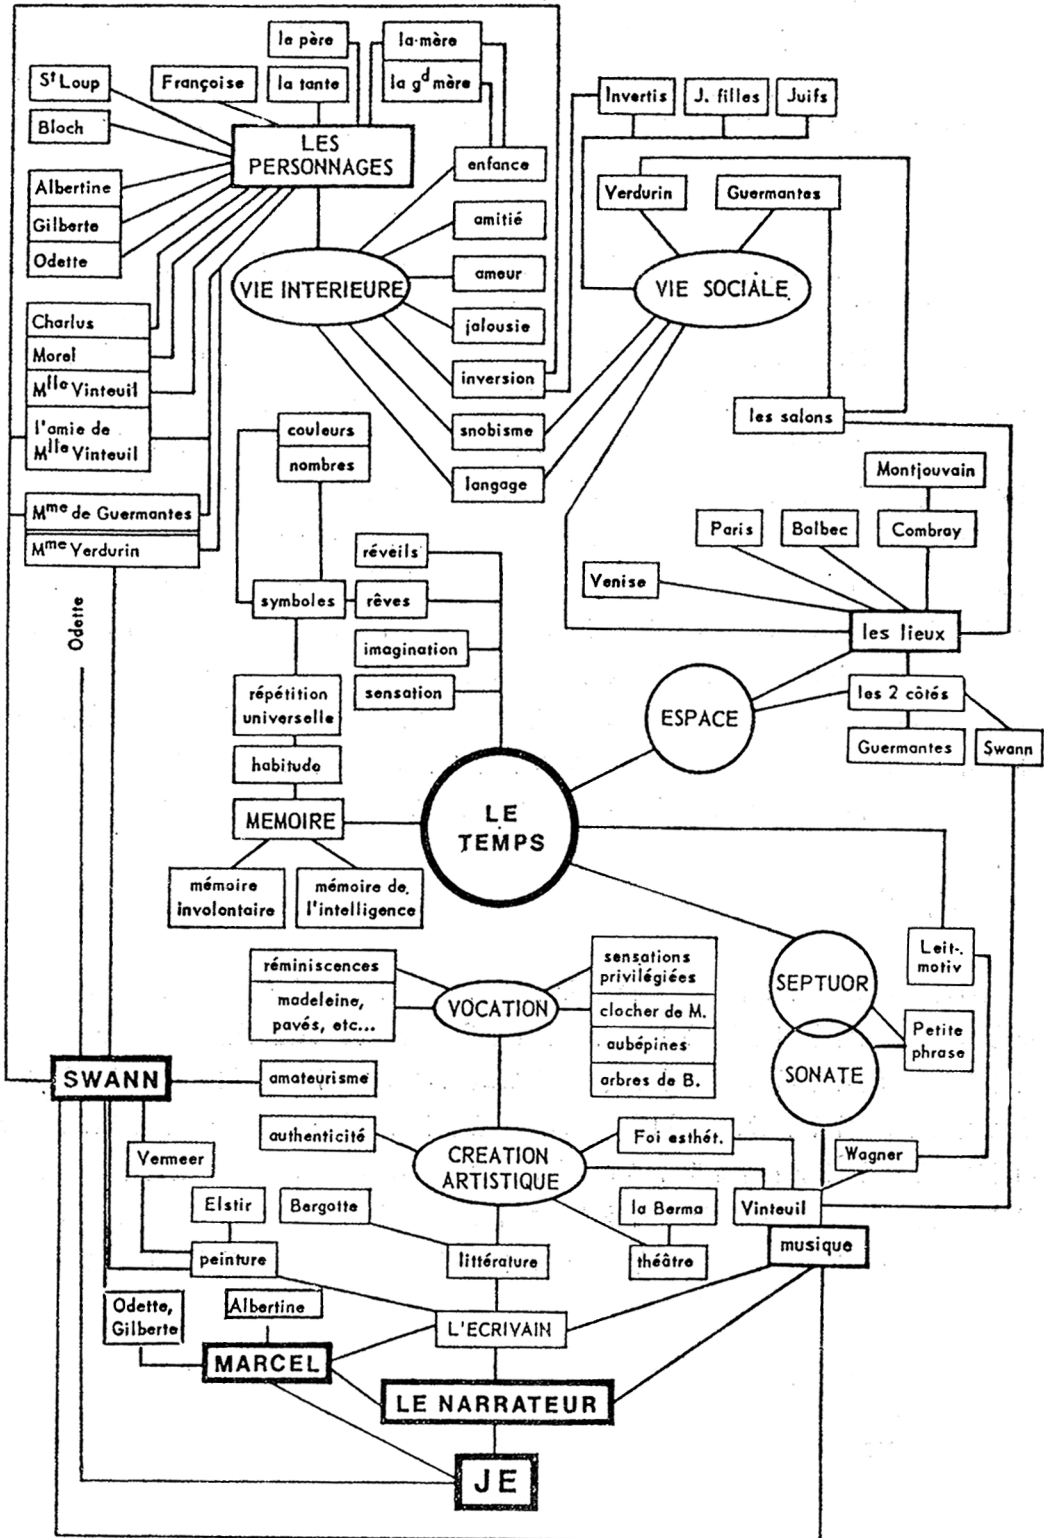 le père
la mère
St Loup
Françoise
la tante
la gd mère
Invertis
J. filles
Juifs
Bloch
LES
PERSONNAGES
enfance
Albertine
Verdurin
Guermantes
Gilberte
amitié
Odette
VIE INTERIEURE
amour
VIE SOCIÀLE
Charlus
jalousie
Morel
Mlle Vinteuil
inversion
l'amie de
Mlle Vinteuil
couleurs
snobisme
les salons
nombres
langage
Montjouvain
Mme de Guermantes
Mme Verdurin
réveils
Paris
Balbec
Combray
Venise
Odette
symboles
rêves
les lieux
imagination
répétition
universelle
sensation
ESPACE
les 2 côtés
habitude
Guermantes
Swann
MEMOIRE
LE
TEMPS
mémoire
involontaire
mémoire de
l'intelligence
réminiscences
sensations
privilégiées
Leit-
motiv
SEPTUOR
madeleine,
pavés, etc...
VOCATION
clocher de M.
aubépines
Petite
phrase
SWANN
amateurisme
arbres de B.
SONATE
authenticité
CREATION
ARTISTIQUE
Foi esthét.
Vermeer
Wagner
Elstir
Bergotte
la Berma
Vinteuil
peinture
littérature
théâtre
musique
Odette,
Gilberte
Albertine
L'ECRIVAIN
MARCEL
LE NARRATEUR
JE